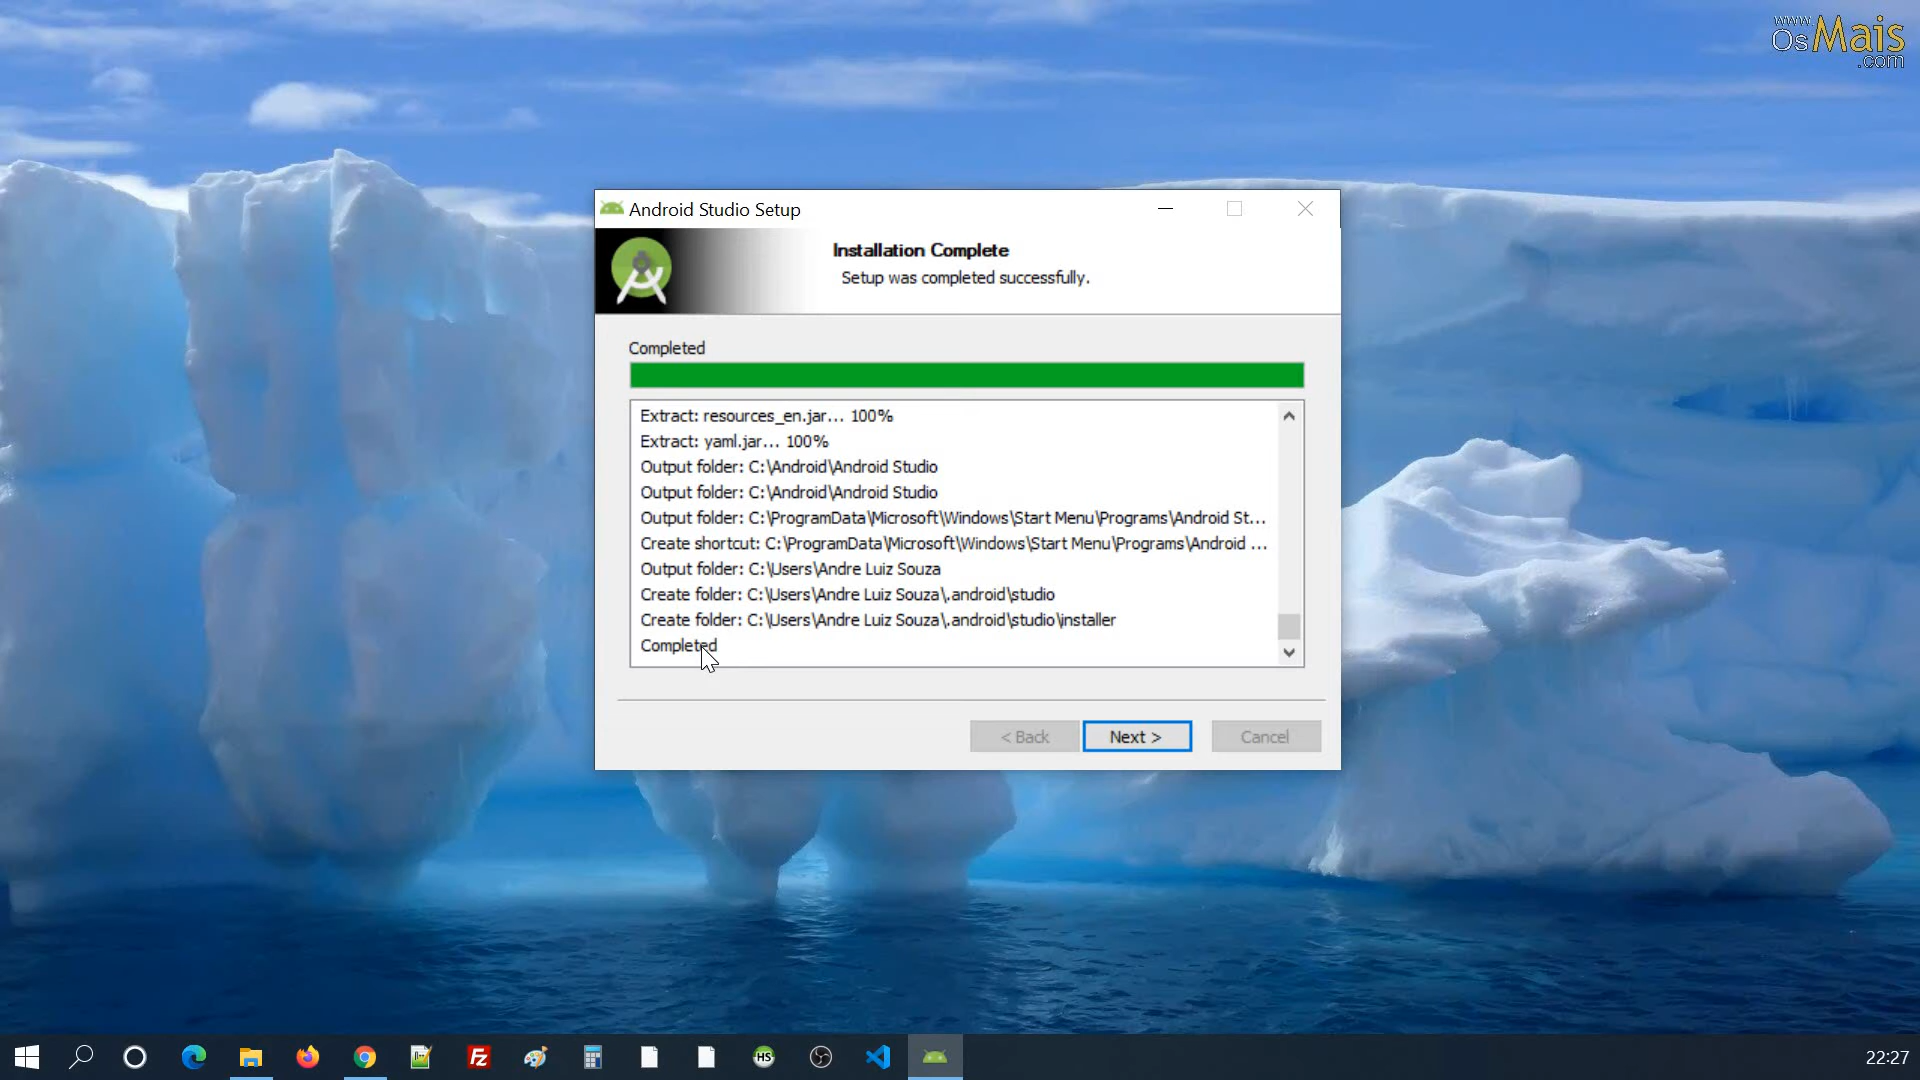 www
OsMais
.com
Android Studio Setup
Installation Complete
Setup was completed successfully.
Completed
Extract: resources_en.jar... 100%
Extract: yaml.jar... 100%
Output folder: C:\Android\Android Studio
Output folder: C:\Android\Android Studio
Output folder: C:\ProgramData\Microsoft\Windows\Start Menu\Programs\Android St...
Create shortcut: C:\ProgramData\Microsoft\Windows\Start Menu\Programs\Android ...
Output folder: C:\Users\Andre Luiz Souza
Create folder: C:\Users\Andre Luiz Souza\.android\studio
Create folder: C:\Users\Andre Luiz Souza\.android\studio\installer
Completed
< Back
Next >
Cancel
Fz
HS
22:27